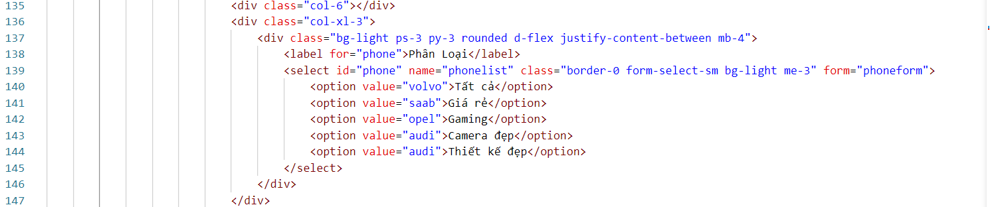 135 <div class="col-6"></div>
136 <div class="col-xl-3">
137 <div class="bg-light ps-3 py-3 rounded d-flex justify-content-between mb-4">
138 <label for="phone">Phân Loại</label>
139 <select id="phone" name="phonelist" class="border-0 form-select-sm bg-light me-3" form="phoneform">
140 <option value="volvo">Tất cả</option>
141 <option value="saab">Giá rẻ</option>
142 <option value="opel">Gaming</option>
143 <option value="audi">Camera đẹp</option>
144 <option value="audi">Thiết kế đẹp</option>
145 </select>
146 </div>
147 </div>